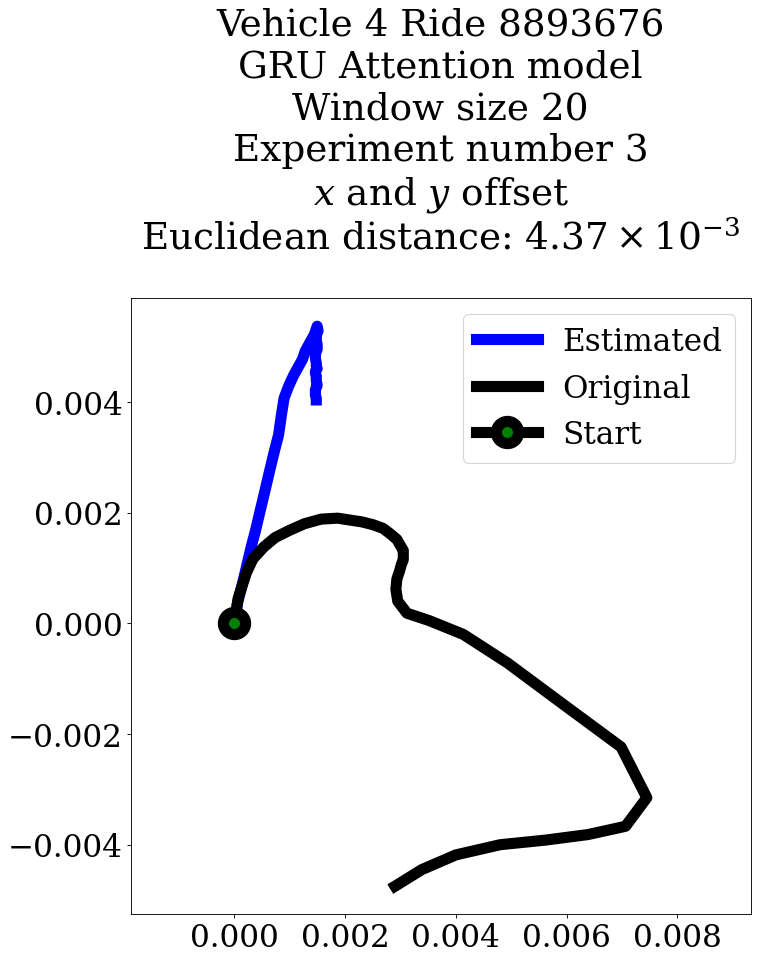 Vehicle 4 Ride 8893676
GRU Attention model
Window size 20
Experiment number 3
x and y offset
Euclidean distance: 4.37 × 10⁻³
Estimated
Original
Start
0.004
0.002
0.000
−0.002
−0.004
0.000 0.002 0.004 0.006 0.008